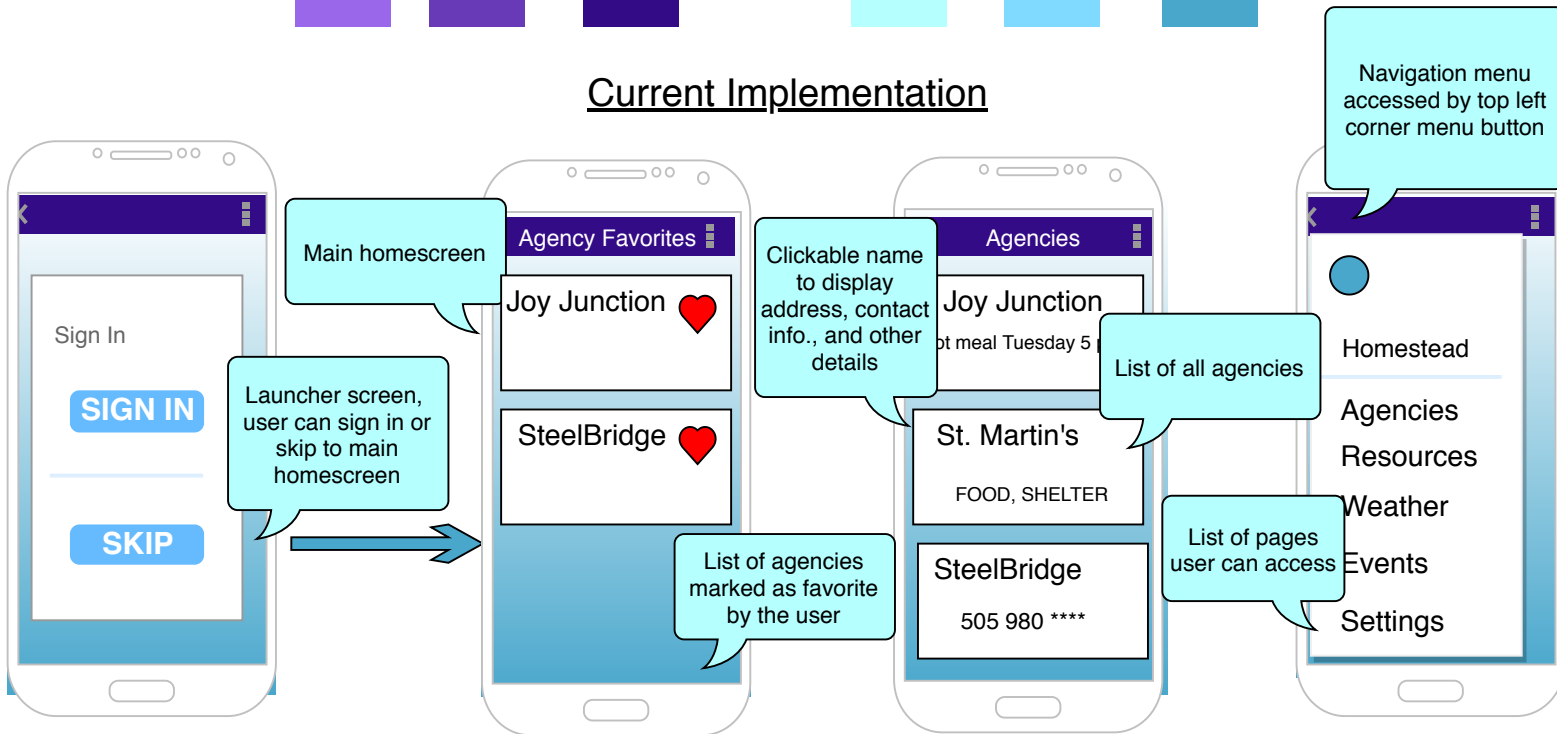 Current Implementation
Navigation menu
accessed by top left
corner menu button
Sign In
SIGN IN
SKIP
Launcher screen,
user can sign in or
skip to main
homescreen
Main homescreen
Agency Favorites
Joy Junction
SteelBridge
List of agencies
marked as favorite
by the user
Clickable name
to display
address, contact
info., and other
details
Agencies
Joy Junction
meal Tuesday 5
List of all agencies
St. Martin's
FOOD, SHELTER
SteelBridge
505 980 ****
Homestead
Agencies
Resources
Weather
Events
Settings
List of pages
user can access